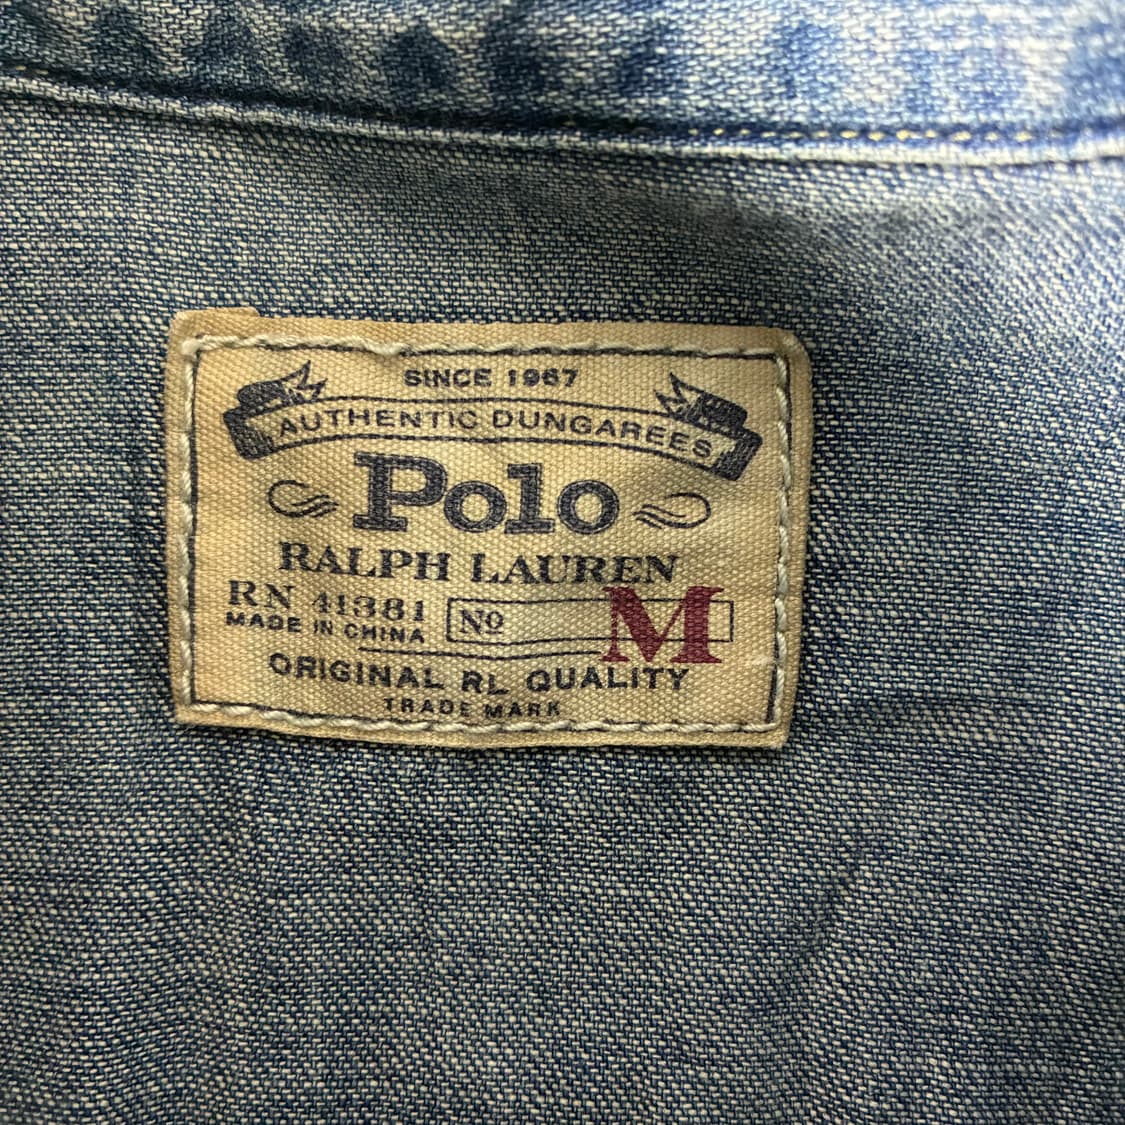 SINCE 1967
AUTHENTIC DUNGAREES
Polo
RALPH LAUREN
RN 41381
MADE IN CHINA
Nº M
ORIGINAL RL QUALITY
TRADE MARK